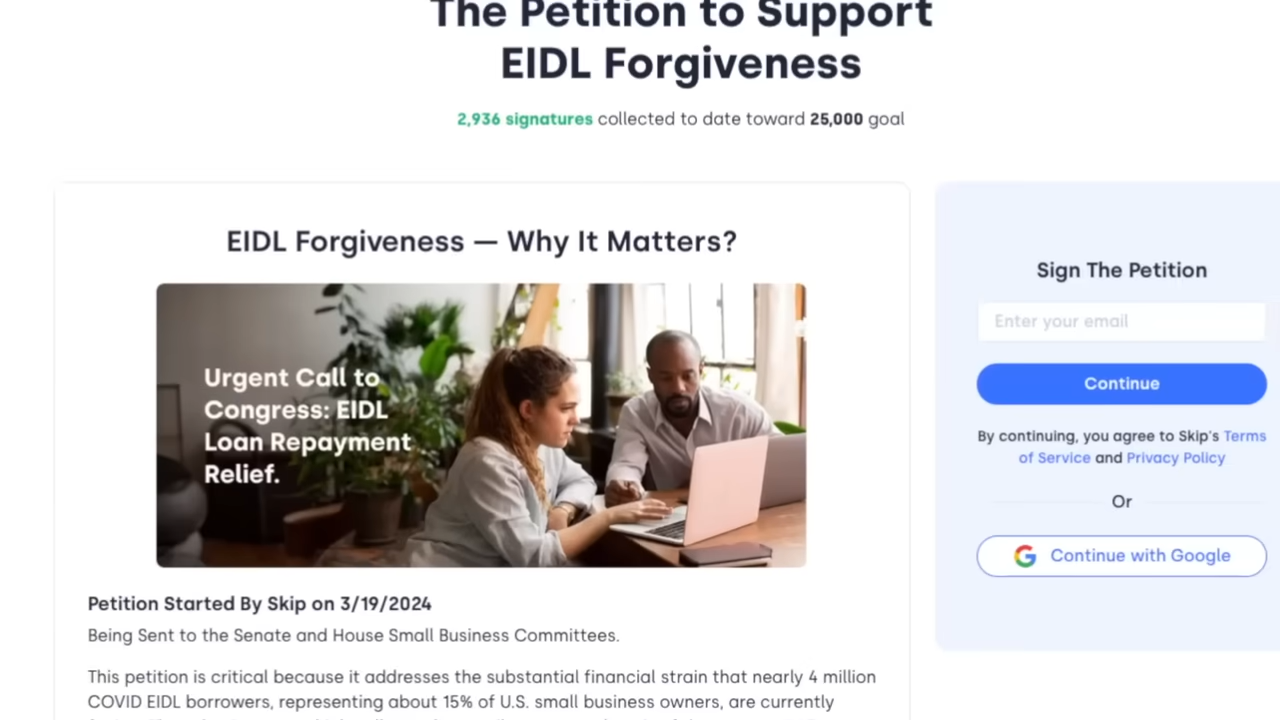 The Petition to Support
EIDL Forgiveness
2,936 signatures collected to date toward 25,000 goal
EIDL Forgiveness — Why It Matters?
Urgent Call to
Congress: EIDL
Loan Repayment
Relief.
Petition Started By Skip on 3/19/2024
Being Sent to the Senate and House Small Business Committees.
This petition is critical because it addresses the substantial financial strain that nearly 4 million
COVID EIDL borrowers, representing about 15% of U.S. small business owners, are currently
Sign The Petition
Enter your email
Continue
By continuing, you agree to Skip's Terms
of Service and Privacy Policy
Or
Continue with Google